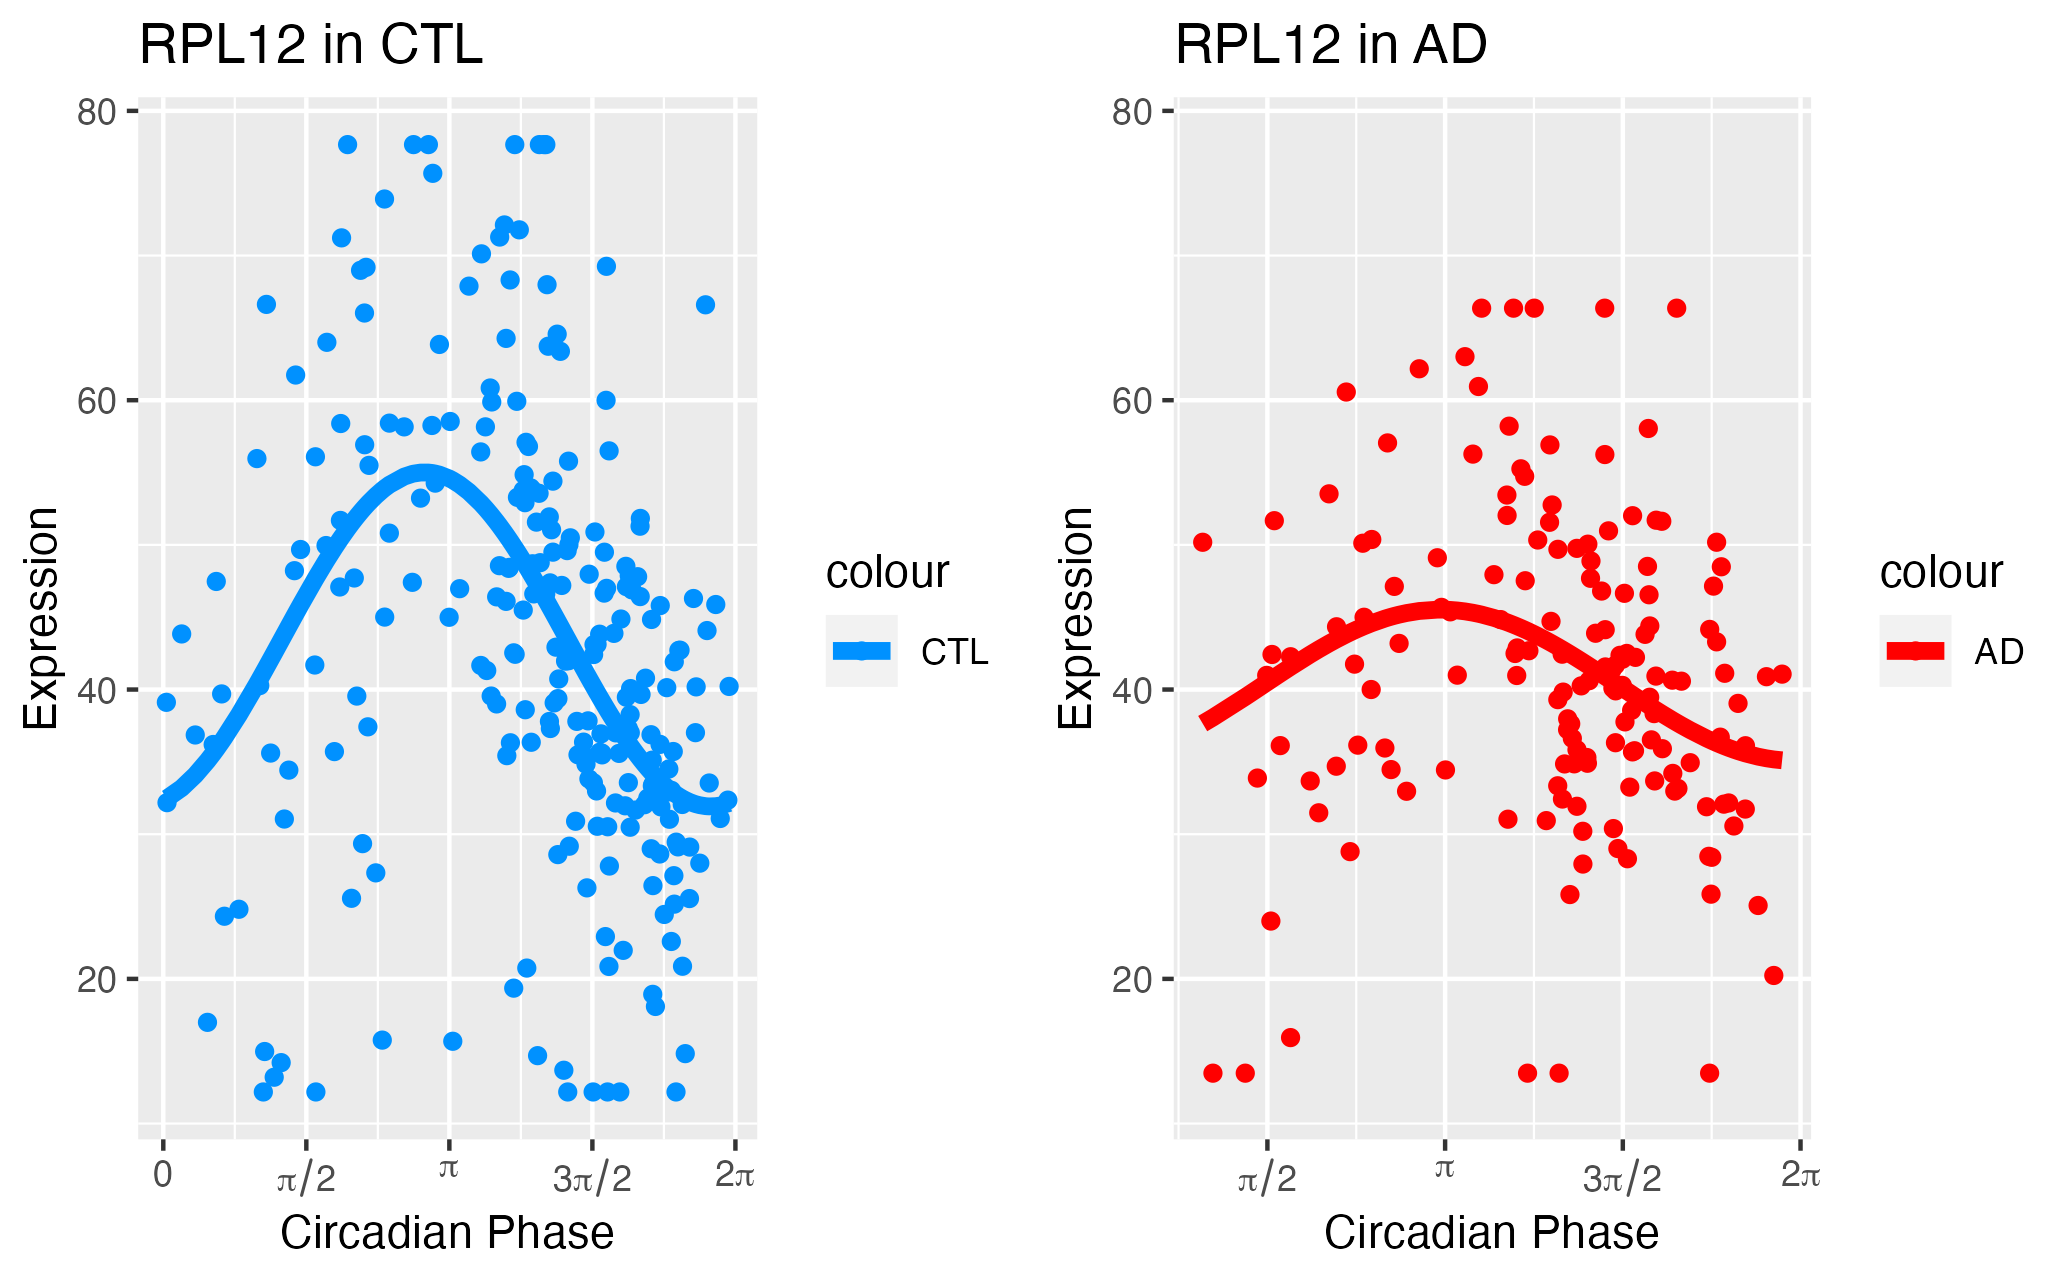 RPL12 in CTL
80
60
40
20
Expression
0
π/2
π
3π/2
2π
Circadian Phase
colour
CTL
RPL12 in AD
80
60
40
20
Expression
π/2
π
3π/2
2π
Circadian Phase
colour
AD